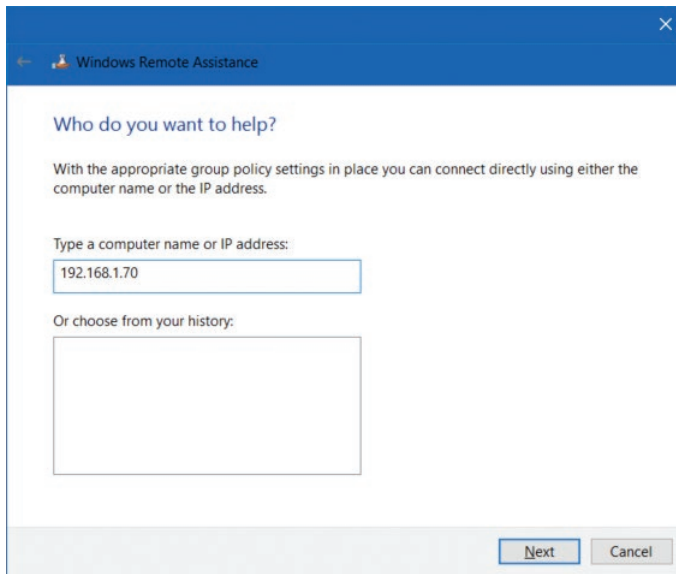 Windows Remote Assistance
Who do you want to help?
With the appropriate group policy settings in place you can connect directly using either the
computer name or the IP address.
Type a computer name or IP address:
192.168.1.70
Or choose from your history:
Next Cancel